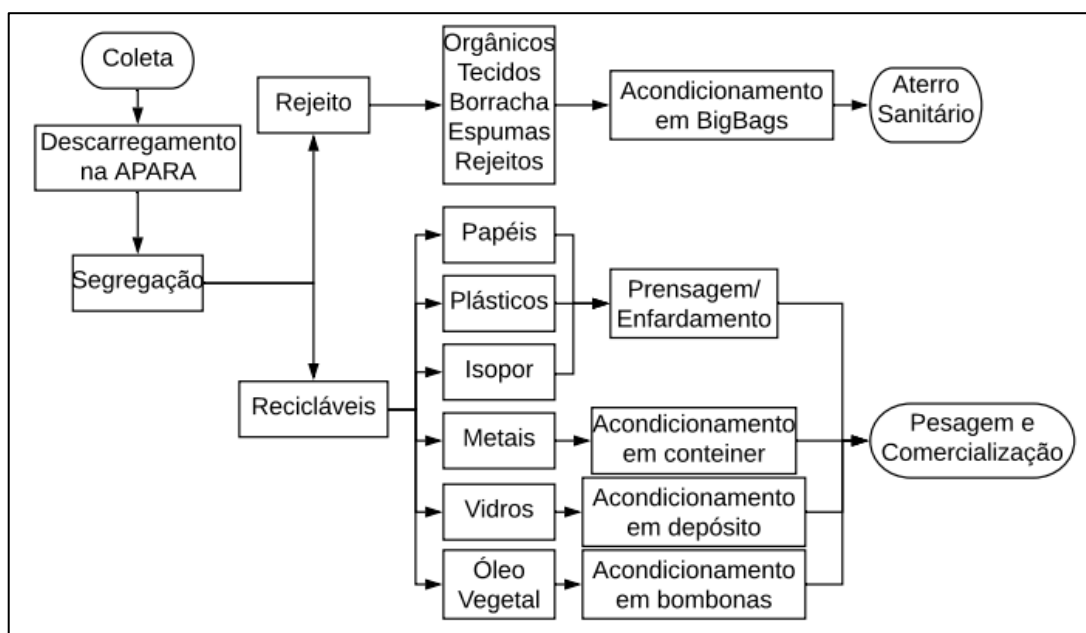 Coleta
Descarregamento
na APARA
Segregação
Rejeito
Orgânicos
Tecidos
Borracha
Espumas
Rejeitos
Acondicionamento
em BigBags
Aterro
Sanitário
Recicláveis
Papéis
Plásticos
Isopor
Prensagem/
Enfardamento
Metais
Acondicionamento
em conteiner
Vidros
Acondicionamento
em depósito
Óleo
Vegetal
Acondicionamento
em bombonas
Pesagem e
Comercialização